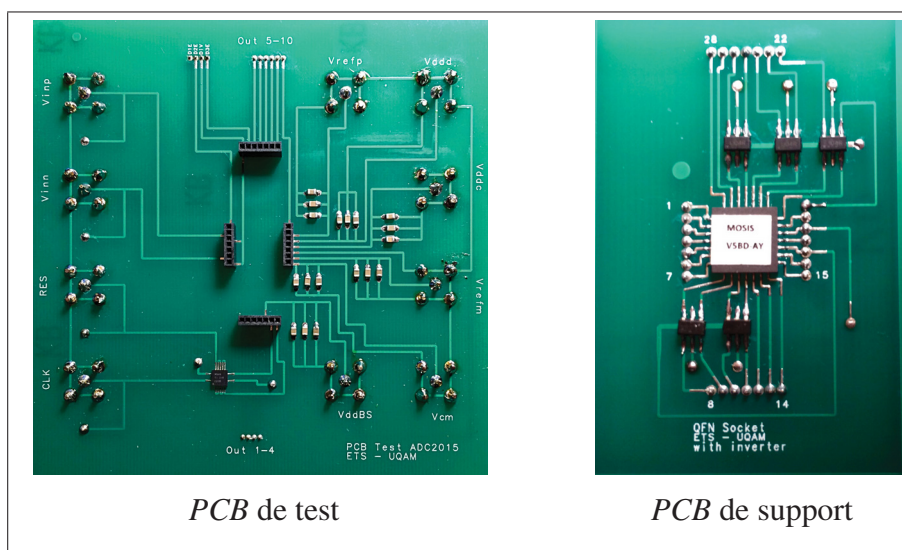 Out 5-10
Vrefp
Vddd
Vinp
Vinn
Vddc
RES
Vrefm
CLK
VddBS
Vcm
Out 1-4
PCB Test ADC2015
ETS - UQAM
PCB de test
28
22
1
MOSIS
V5BD-AY
7
15
8
14
QFN Socket
ETS - UQAM
with inverter
PCB de support